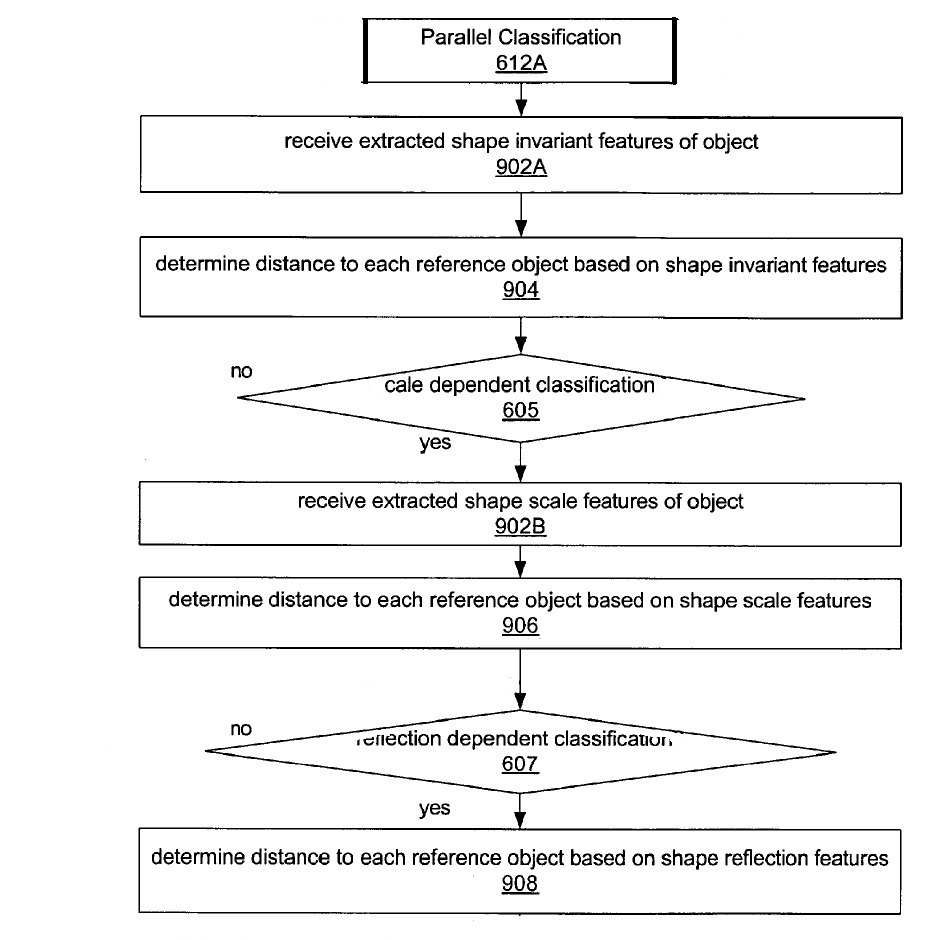 Parallel Classification
612A
receive extracted shape invariant features of object
902A
determine distance to each reference object based on shape invariant features
904
no
cale dependent classification
605
yes
receive extracted shape scale features of object
902B
determine distance to each reference object based on shape scale features
906
no
reflection dependent classification
607
yes
determine distance to each reference object based on shape reflection features
908